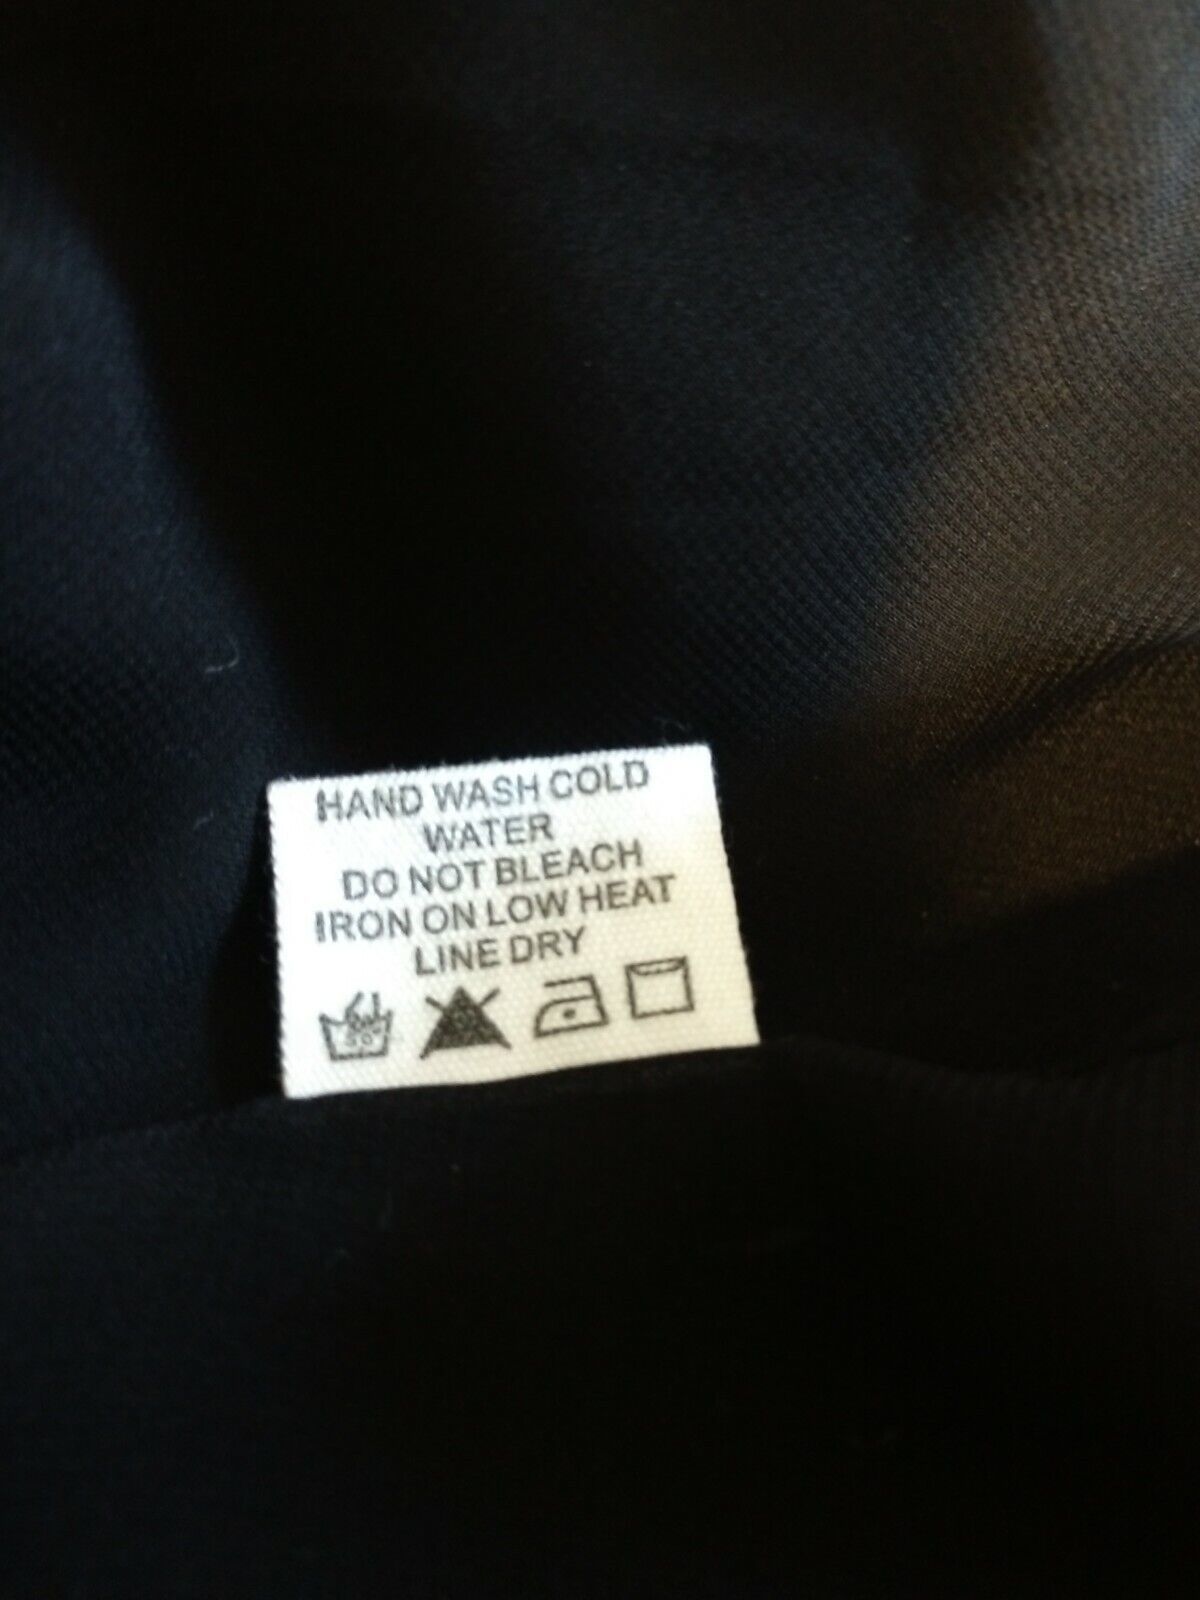 HAND WASH COLD
WATER
DO NOT BLEACH
IRON ON LOW HEAT
LINE DRY